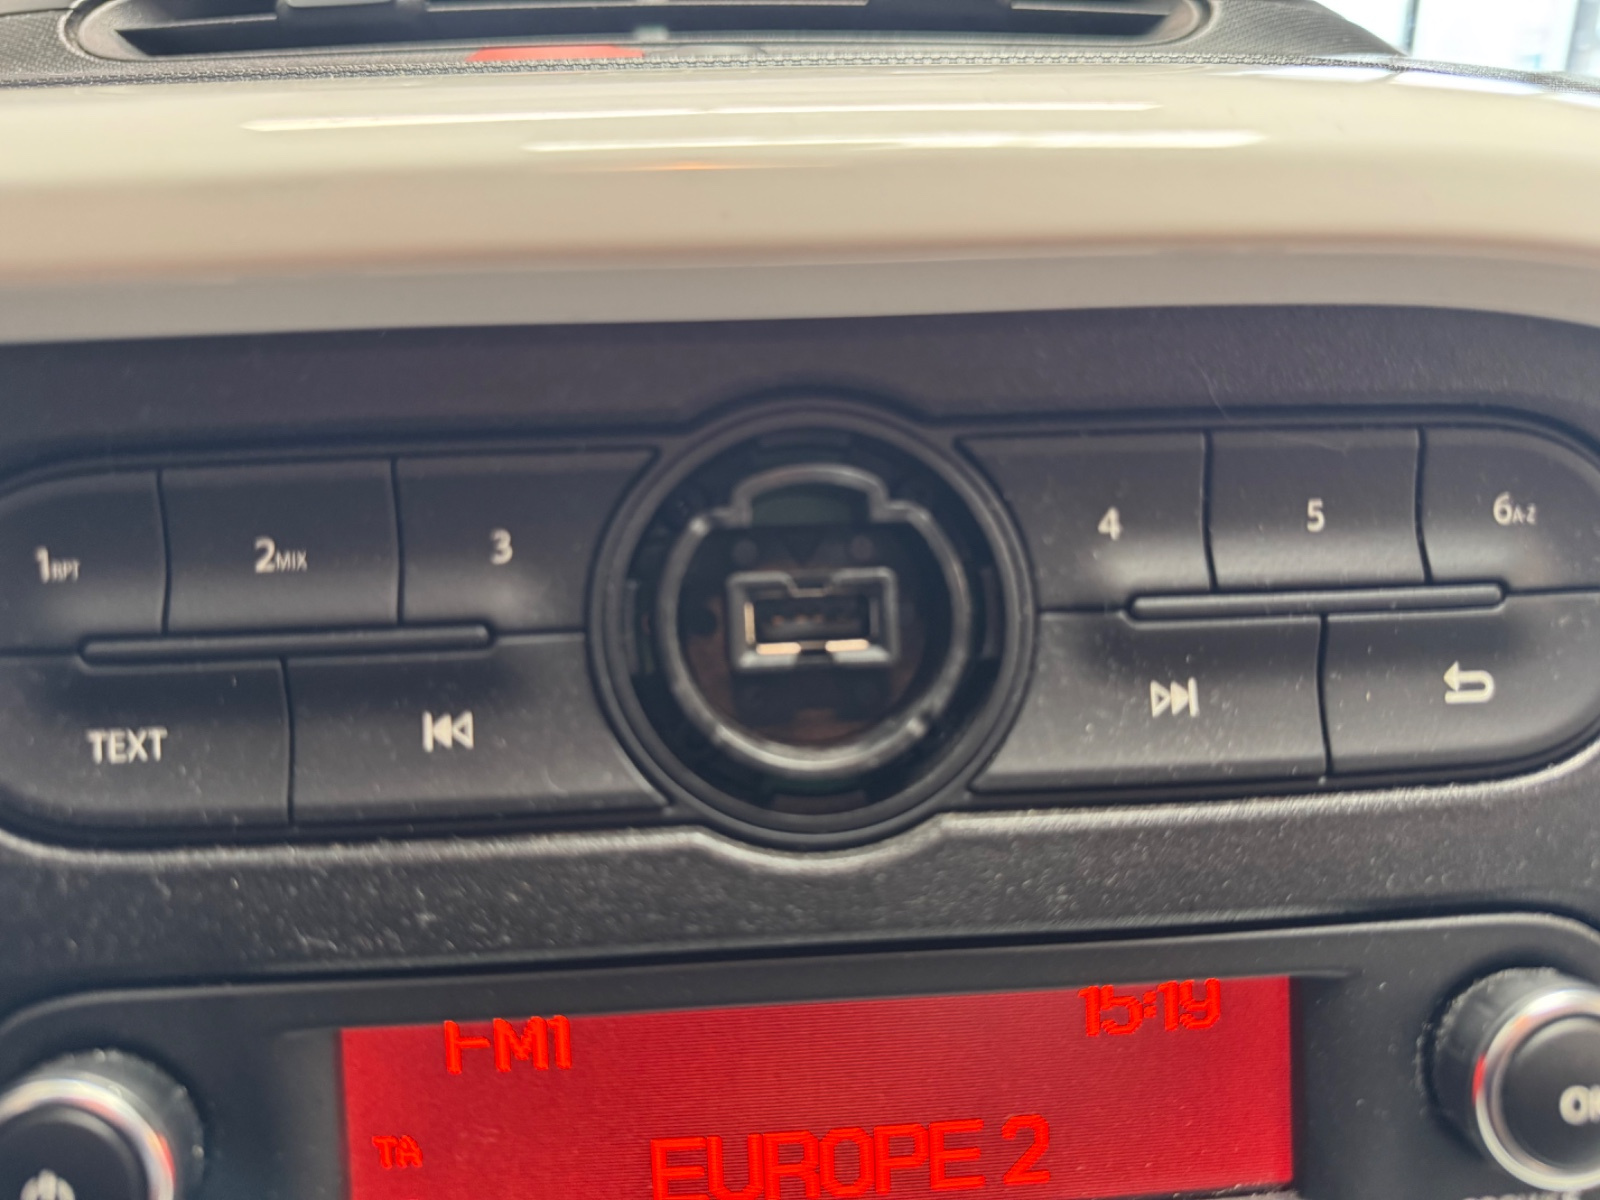 1RPT 2MIX 3 4 5 6A-Z
TEXT
FM1 15:19
TA EUROPE 2